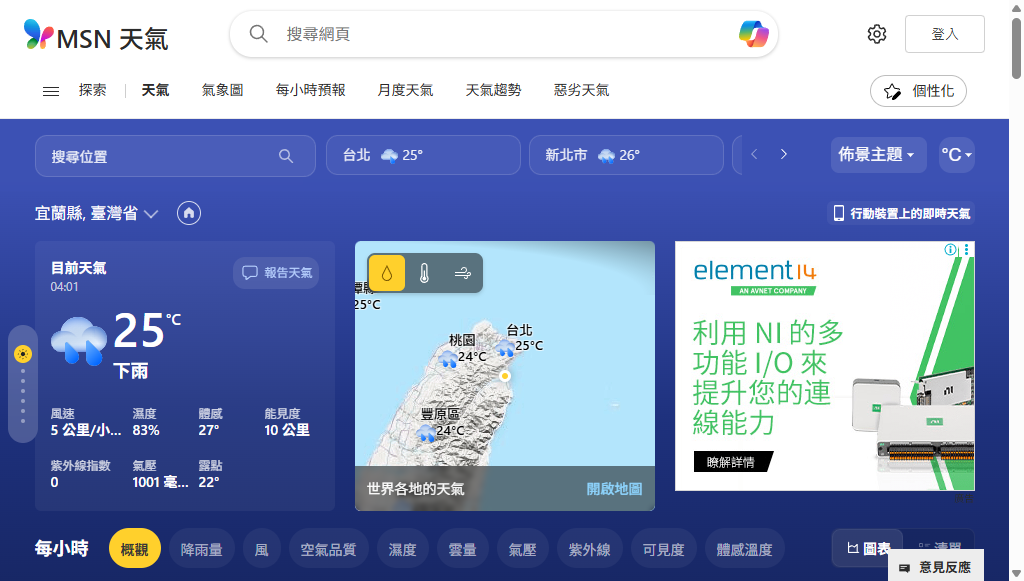 MSN 天氣
搜尋網頁
登入
探索
天氣
氣象圖
每小時預報
月度天氣
天氣趨勢
惡劣天氣
個性化
搜尋位置
台北 25°
新北市 26°
佈景主題
°C
宜蘭縣, 臺灣省
行動裝置上的即時天氣
目前天氣
04:01
報告天氣
25°C
下雨
風速
5 公里/小...
濕度
83%
體感
27°
能見度
10 公里
紫外線指數
0
氣壓
1001 毫...
露點
22°
25°C
台北
25°C
桃園
24°C
豐原區
24°C
世界各地的天氣
開啟地圖
element14
AN AVNET COMPANY
利用 NI 的多
功能 I/O 來
提升您的連
線能力
瞭解詳情
每小時
概觀
降雨量
風
空氣品質
濕度
雲量
氣壓
紫外線
可見度
體感溫度
圖表
清單
意見反應